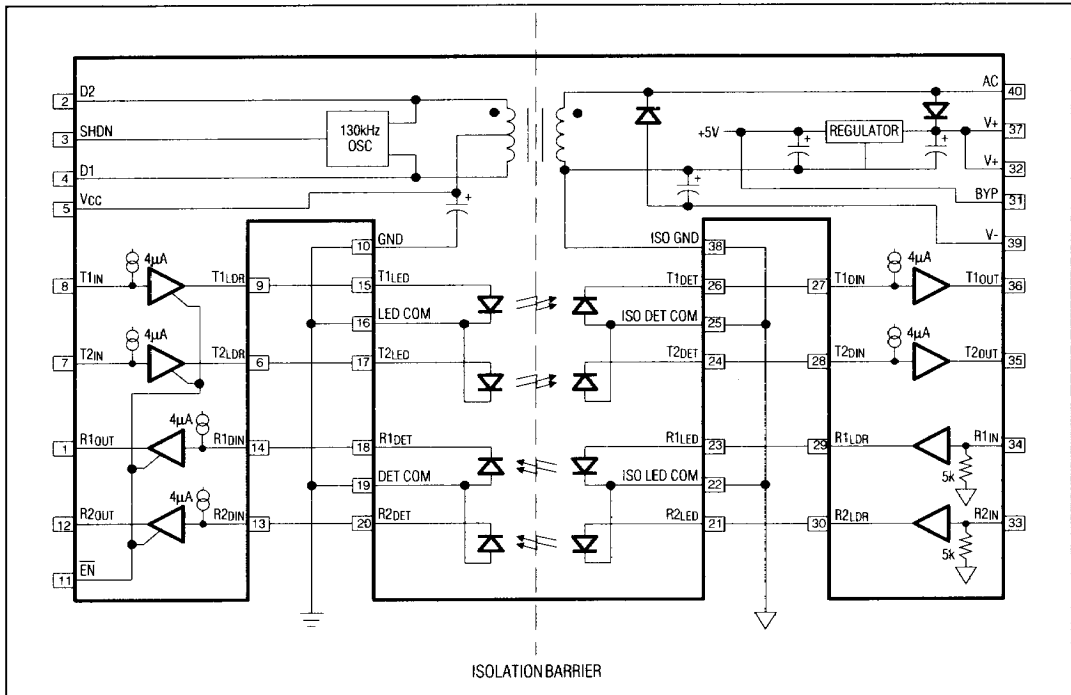 D2
2
SHDN
3
130kHz
OSC
D1
4
VCC
5
AC
40
V+
37
+5V
REGULATOR
V+
32
BYP
31
V-
39
GND
10
ISO GND
38
T1IN
8
4μA
T1LDR
9
15
T1LED
LED COM
16
T1DET
26
ISO DET COM
25
27
T1DIN
4μA
T1OUT
36
T2IN
7
4μA
T2LDR
6
17
T2LED
T2DET
24
28
T2DIN
4μA
T2OUT
35
R1OUT
1
4μA
R1DIN
14
18
R1DET
DET COM
19
R1LED
23
ISO LED COM
22
29
R1LDR
R1IN
34
5k
R2OUT
12
4μA
R2DIN
13
20
R2DET
R2LED
21
30
R2LDR
R2IN
33
5k
EN
11
ISOLATION BARRIER
+
+
+
+